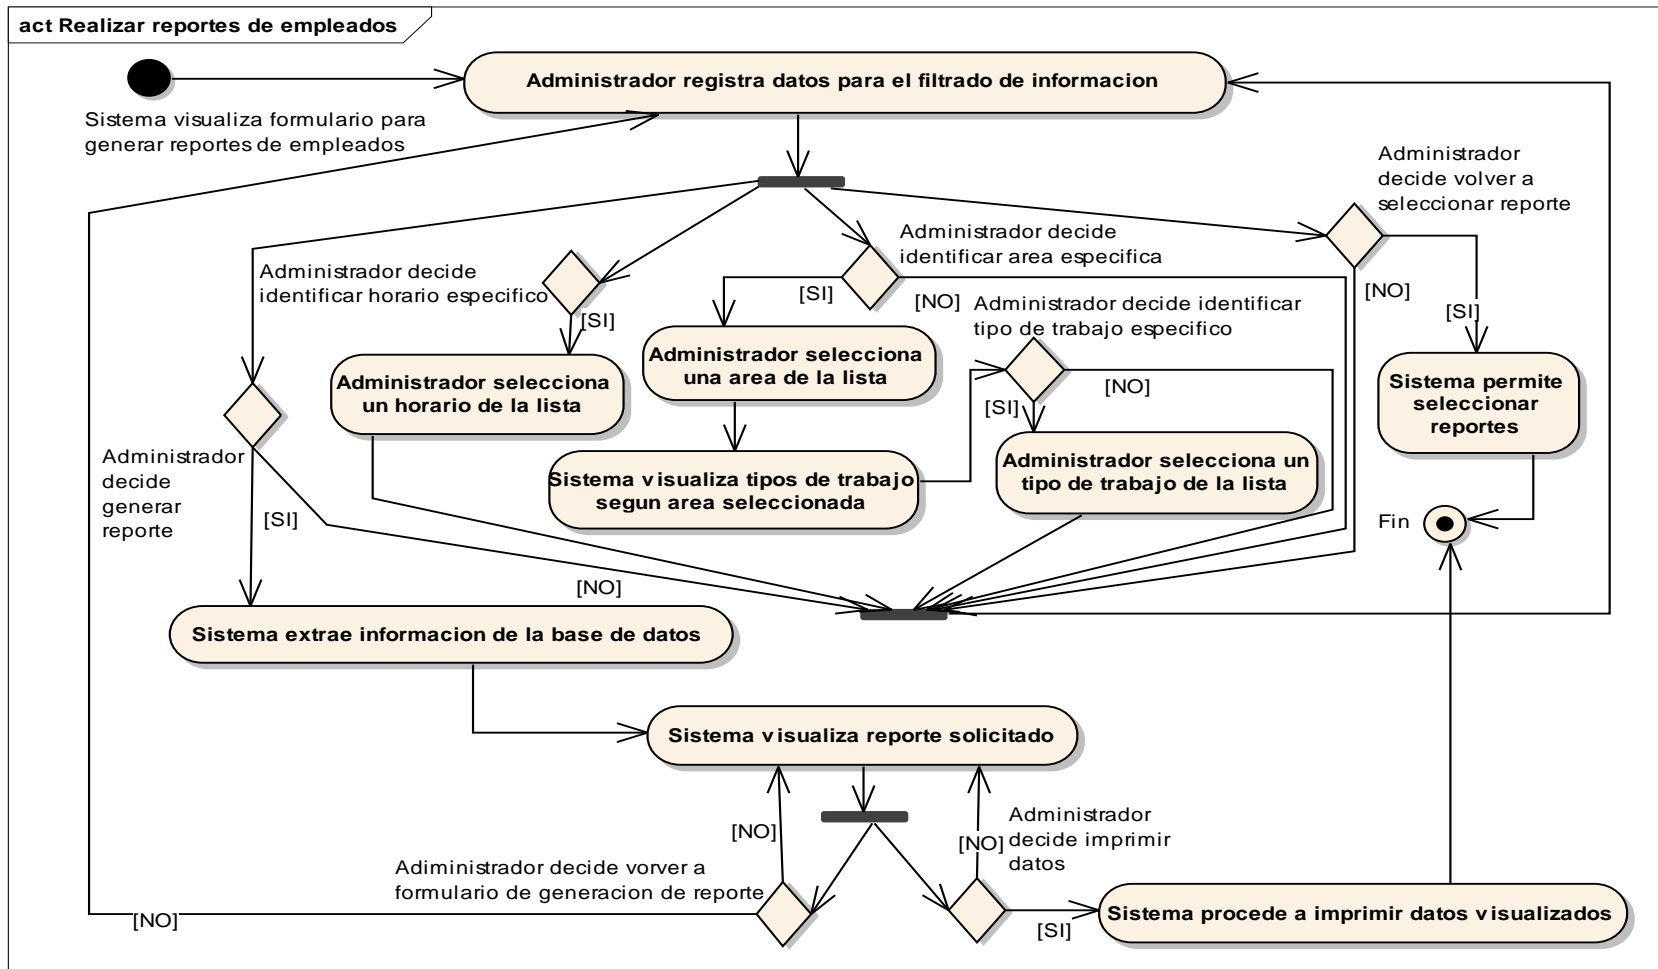 act Realizar reportes de empleados
Administrador registra datos para el filtrado de informacion
Sistema visualiza formulario para
generar reportes de empleados
Administrador
decide volver a
seleccionar reporte
Administrador decide
identificar area especifica
Administrador decide
identificar horario especifico
[SI]
[NO]
[NO]
Administrador decide identificar
tipo de trabajo especifico
[SI]
[SI]
Administrador selecciona
una area de la lista
Administrador selecciona
un horario de la lista
[NO]
[SI]
Sistema permite
seleccionar
reportes
Administrador
decide
generar
reporte
Sistema visualiza tipos de trabajo
segun area seleccionada
Administrador selecciona un
tipo de trabajo de la lista
[SI]
Fin
[NO]
Sistema extrae informacion de la base de datos
Sistema visualiza reporte solicitado
[NO]
[NO]
Administrador
decide imprimir
datos
Adiministrador decide vorver a
formulario de generacion de reporte
[NO]
[SI]
Sistema procede a imprimir datos visualizados